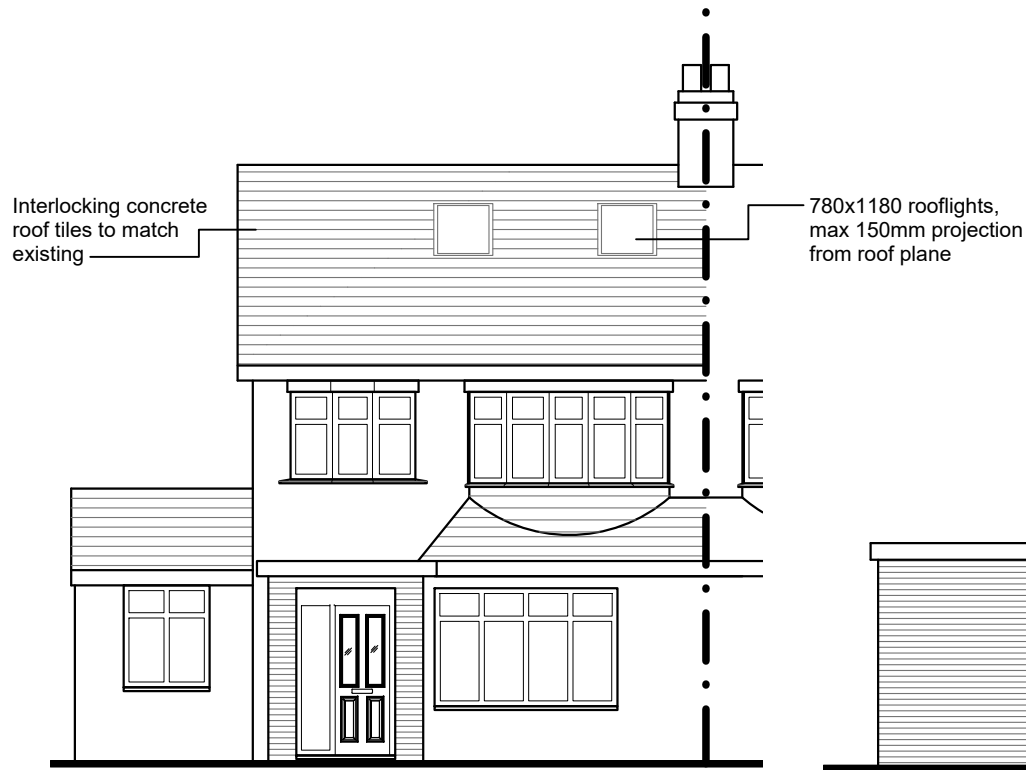 Interlocking concrete
roof tiles to match
existing
780x1180 rooflights,
max 150mm projection
from roof plane